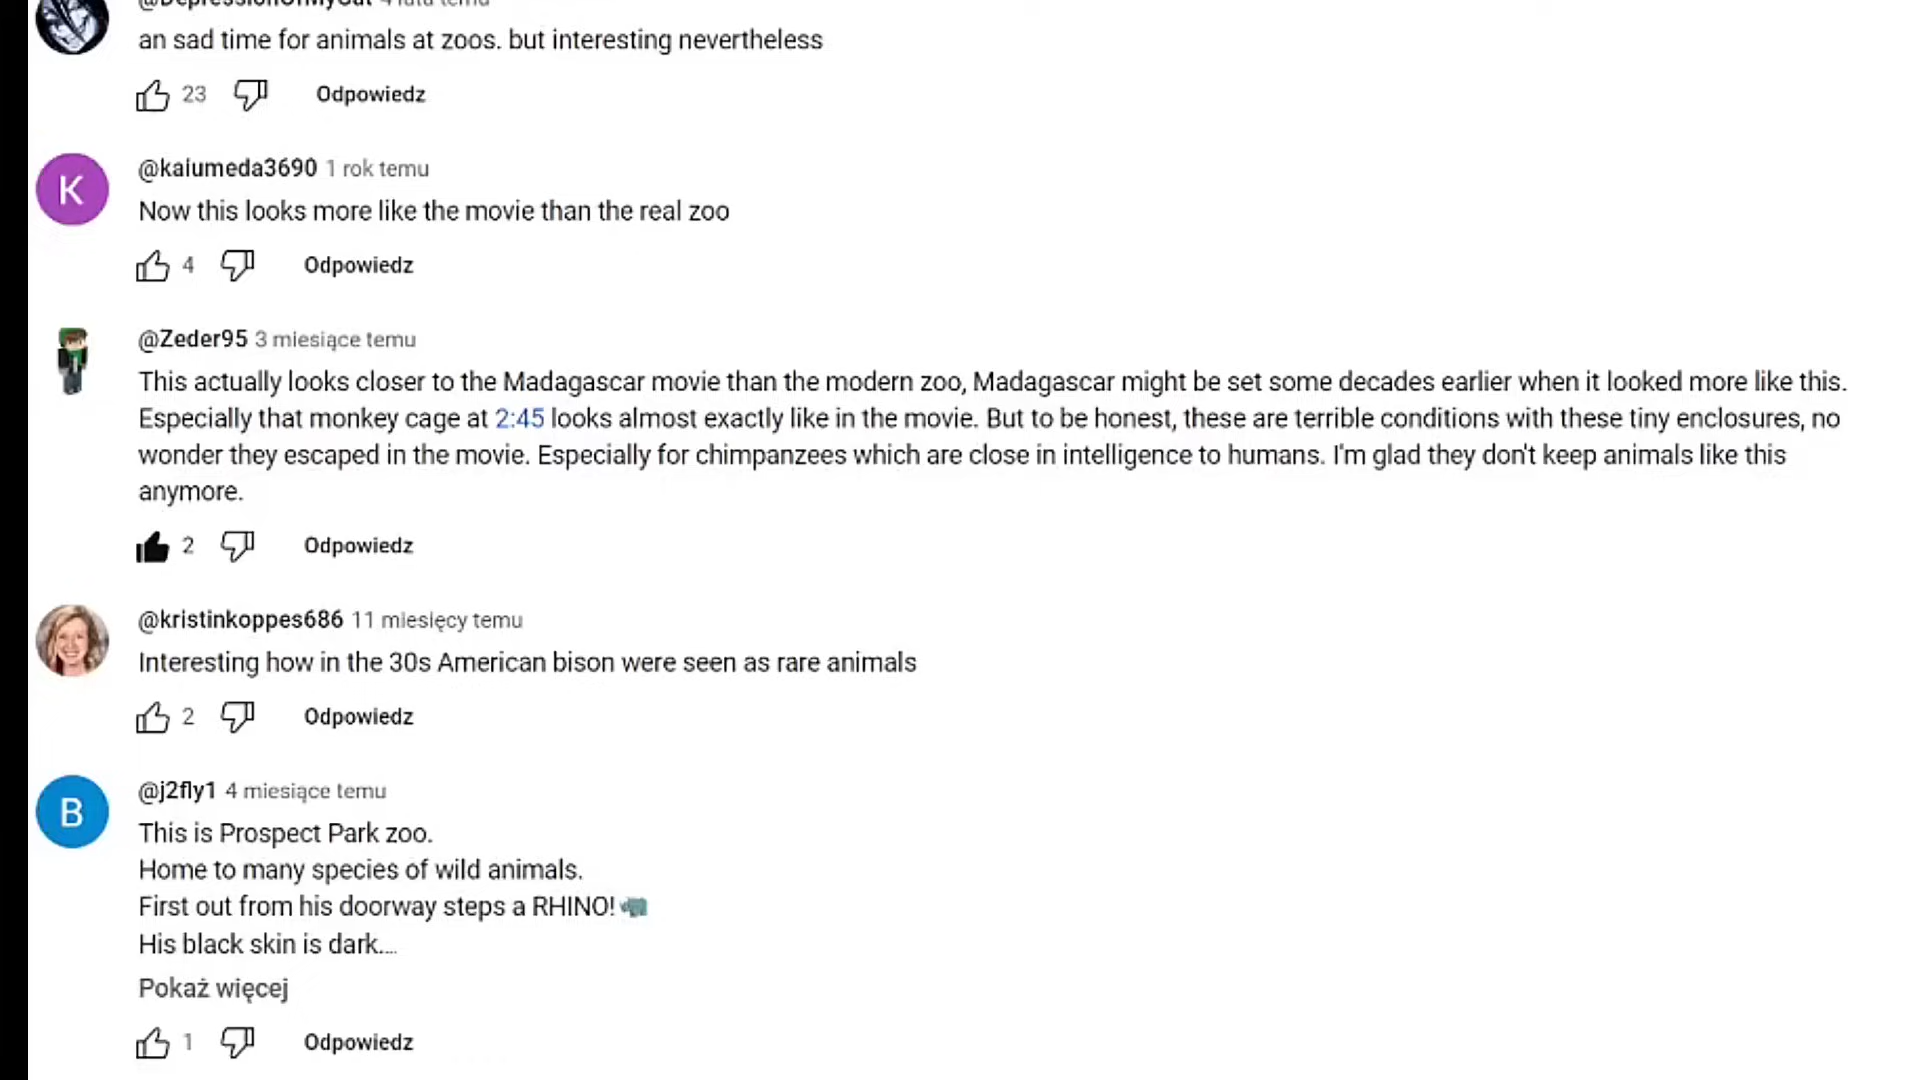 @DepressionOfMyCat 4 lata temu
an sad time for animals at zoos. but interesting nevertheless
23 Odpowiedz
K
@kaiumeda3690 1 rok temu
Now this looks more like the movie than the real zoo
4 Odpowiedz
@Zeder95 3 miesiące temu
This actually looks closer to the Madagascar movie than the modern zoo, Madagascar might be set some decades earlier when it looked more like this.
Especially that monkey cage at 2:45 looks almost exactly like in the movie. But to be honest, these are terrible conditions with these tiny enclosures, no
wonder they escaped in the movie. Especially for chimpanzees which are close in intelligence to humans. I'm glad they don't keep animals like this
anymore.
2 Odpowiedz
@kristinkoppes686 11 miesięcy temu
Interesting how in the 30s American bison were seen as rare animals
2 Odpowiedz
B
@j2fly1 4 miesiące temu
This is Prospect Park zoo.
Home to many species of wild animals.
First out from his doorway steps a RHINO!🦏
His black skin is dark....
Pokaż więcej
1 Odpowiedz